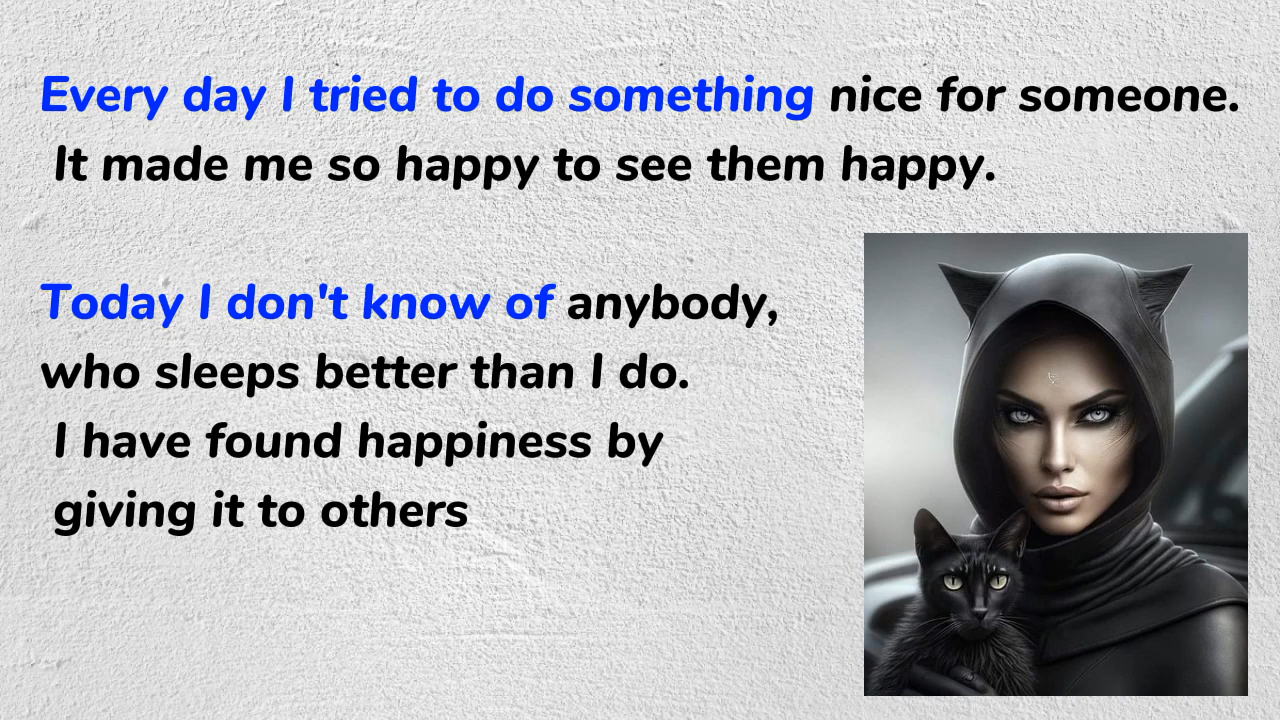 Every day I tried to do something nice for someone.
It made me so happy to see them happy.
Today I don't know of anybody,
who sleeps better than I do.
I have found happiness by
giving it to others